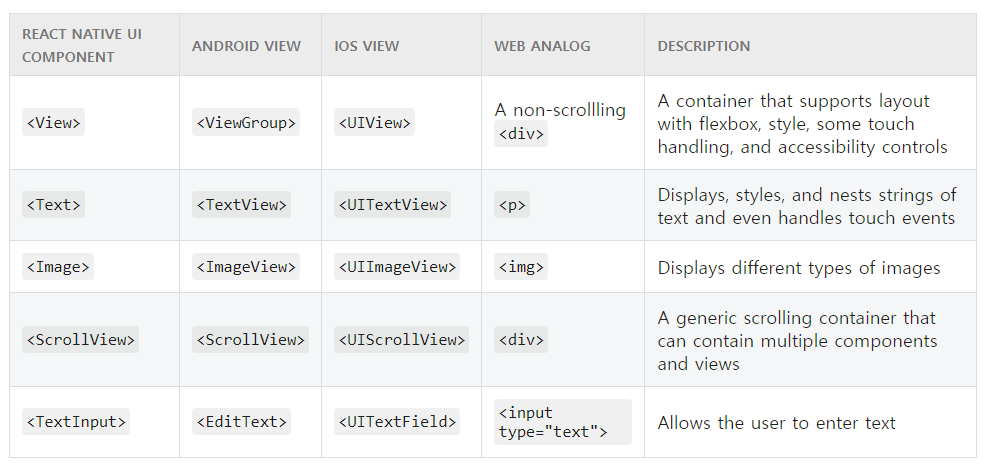 REACT NATIVE UI
COMPONENT
ANDROID VIEW
IOS VIEW
WEB ANALOG
DESCRIPTION
<View>
<ViewGroup>
<UIView>
A non-scrollling
<div>
A container that supports layout
with flexbox, style, some touch
handling, and accessibility controls
<Text>
<TextView>
<UITextView>
<p>
Displays, styles, and nests strings of
text and even handles touch events
<Image>
<ImageView>
<UIImageView>
<img>
Displays different types of images
<ScrollView>
<ScrollView>
<UIScrollView>
<div>
A generic scrolling container that
can contain multiple components
and views
<TextInput>
<EditText>
<UITextField>
<input
type="text">
Allows the user to enter text